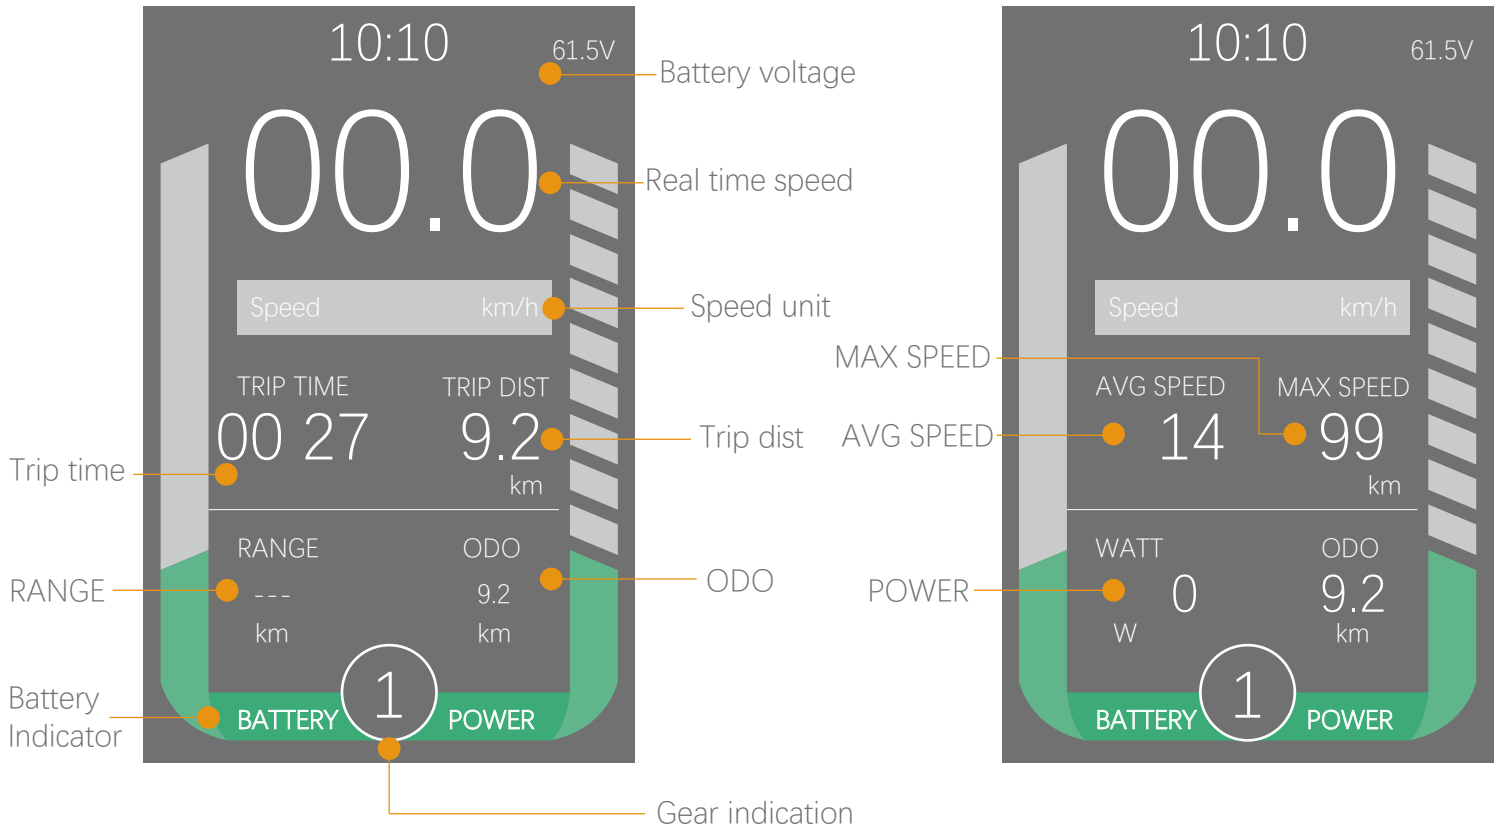 10:10
61.5V
Battery voltage
00.0
Real time speed
Speed km/h
Speed unit
TRIP TIME TRIP DIST
00 27 9.2
km
Trip dist
Trip time
RANGE ODO
--- 9.2
km km
RANGE
ODO
Battery
Indicator
BATTERY 1 POWER
Gear indication
10:10
61.5V
00.0
Speed km/h
MAX SPEED
AVG SPEED MAX SPEED
14 99
km
AVG SPEED
WATT ODO
0 9.2
W km
POWER
BATTERY 1 POWER